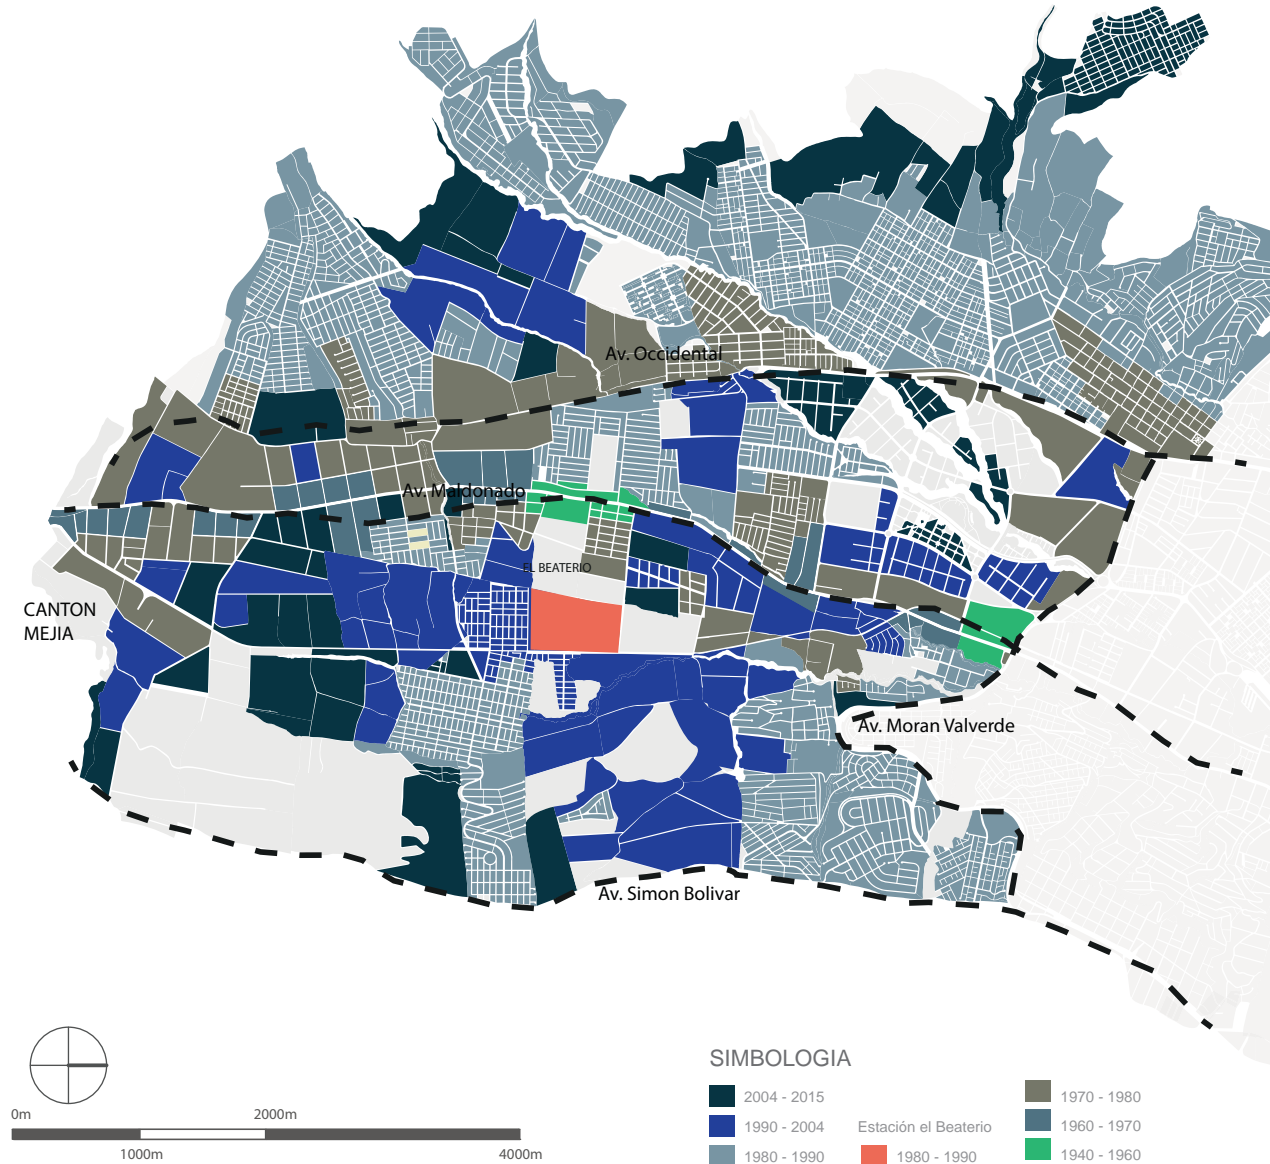 Av. Occidental
Av. Maldonado
EL BEATERIO
CANTON
MEJIA
Av. Moran Valverde
Av. Simon Bolivar
SIMBOLOGIA
2004 - 2015
1990 - 2004
1980 - 1990
Estación el Beaterio
1980 - 1990
1970 - 1980
1960 - 1970
1940 - 1960
0m
2000m
1000m
4000m